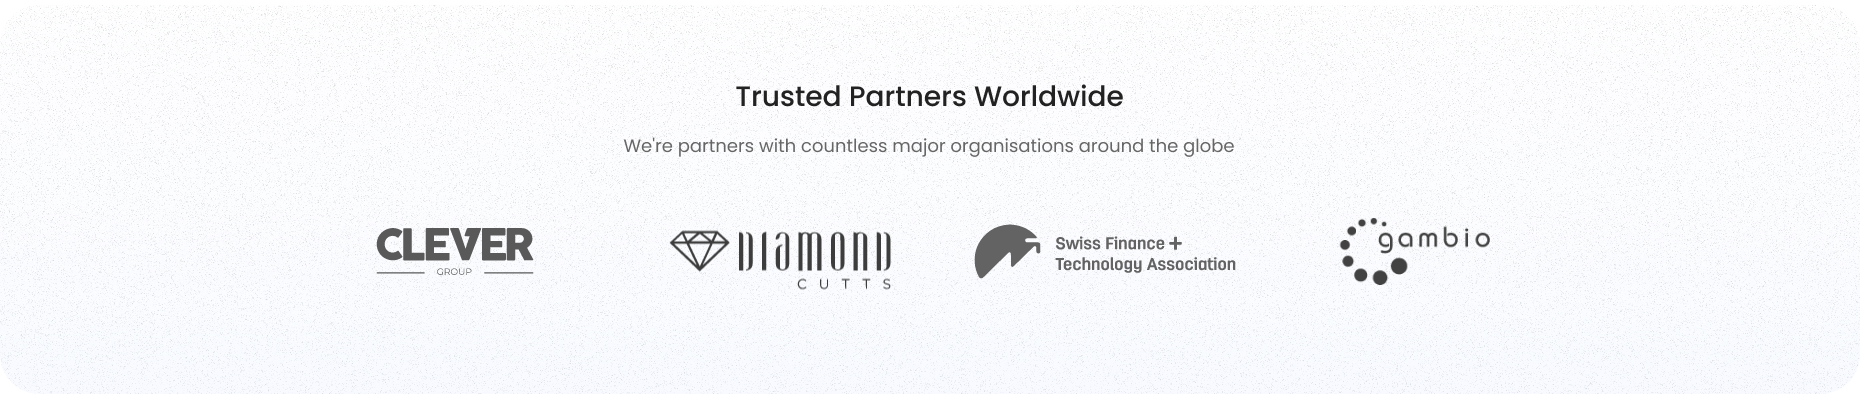 Trusted Partners Worldwide
We're partners with countless major organisations around the globe
CLEVER
GROUP
DIAMOND
CUTTS
Swiss Finance +
Technology Association
gambio